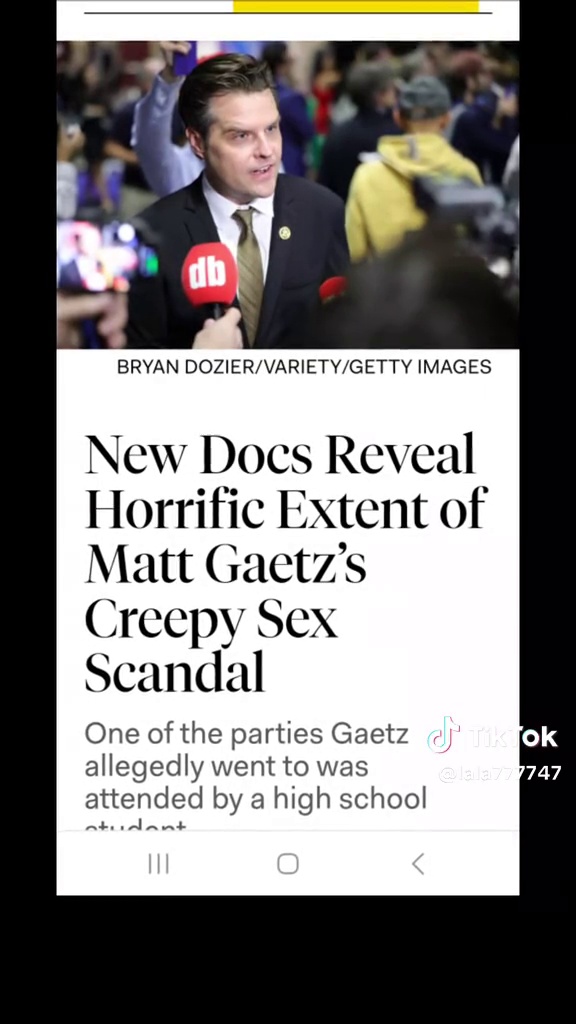 db
BRYAN DOZIER/VARIETY/GETTY IMAGES
New Docs Reveal
Horrific Extent of
Matt Gaetz’s
Creepy Sex
Scandal
One of the parties Gaetz
allegedly went to was
attended by a high school
student
TikTok
@lala777747